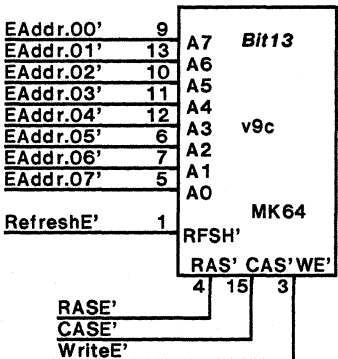 EAddr.00' 9 A7 Bit13
EAddr.01' 13 A6
EAddr.02' 10 A5
EAddr.03' 11 A4
EAddr.04' 12 A3 v9c
EAddr.05' 6 A2
EAddr.06' 7 A1
EAddr.07' 5 A0
MK64
RefreshE' 1 RFSH'
RAS' CAS' WE'
4 15 3
RASE'
CASE'
WriteE'